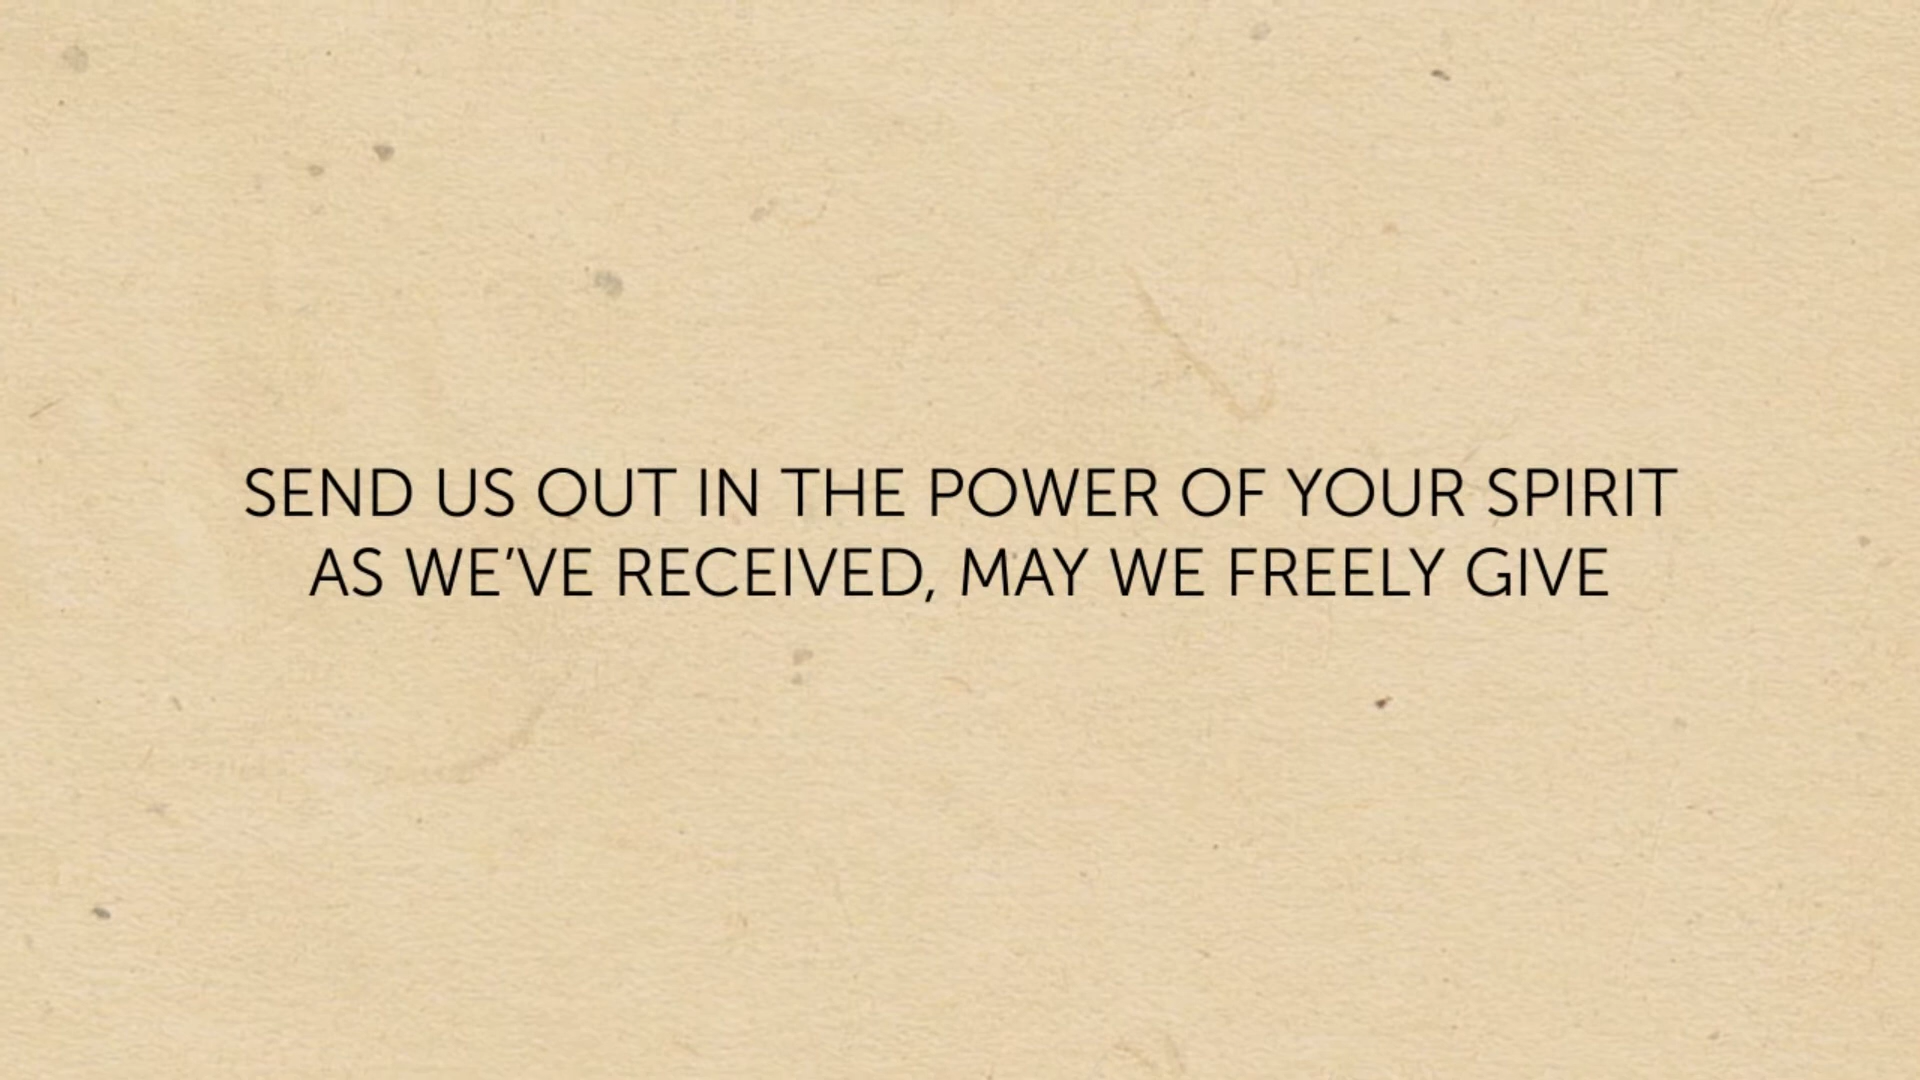 SEND US OUT IN THE POWER OF YOUR SPIRIT
AS WE'VE RECEIVED, MAY WE FREELY GIVE